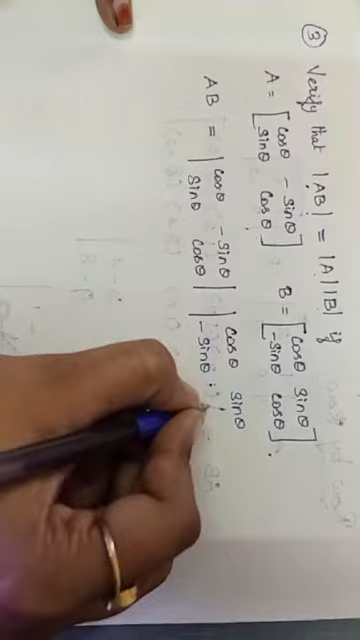 ③ Verify that |AB| = |A||B| if
A = [cosθ -sinθ sinθ cosθ] B = [cosθ sinθ -sinθ cosθ].
AB = |cosθ -sinθ sinθ cosθ| |cosθ sinθ -sinθ